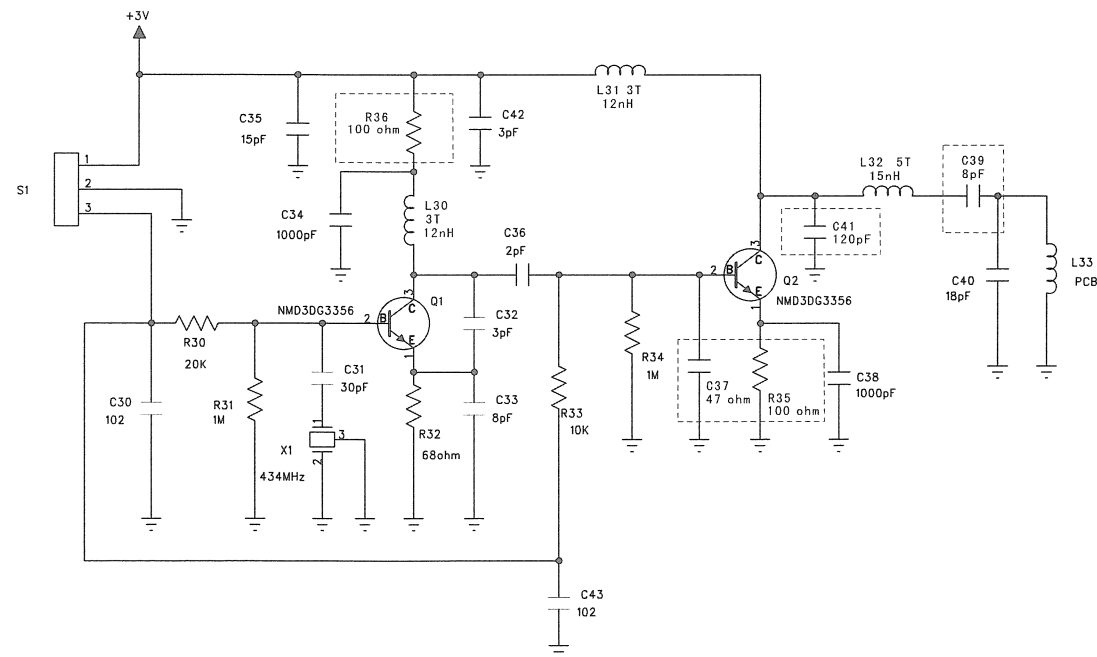 +3V
L31 3T
12nH
C35
15pF
R36
100 ohm
C42
3pF
S1
1
2
3
L32 5T
15nH
C39
8pF
C34
1000pF
L30
3T
12nH
C36
2pF
C41
120pF
3
C
2
B
E
1
Q2
NMD3DG3356
L33
PCB
C40
18pF
NMD3DG3356
Q1
3
C
2
B
E
1
C32
3pF
R30
20K
C31
30pF
R34
1M
C37
47 ohm
R35
100 ohm
C38
1000pF
C30
102
R31
1M
C33
8pF
R33
10K
R32
68ohm
1
3
2
X1
434MHz
C43
102